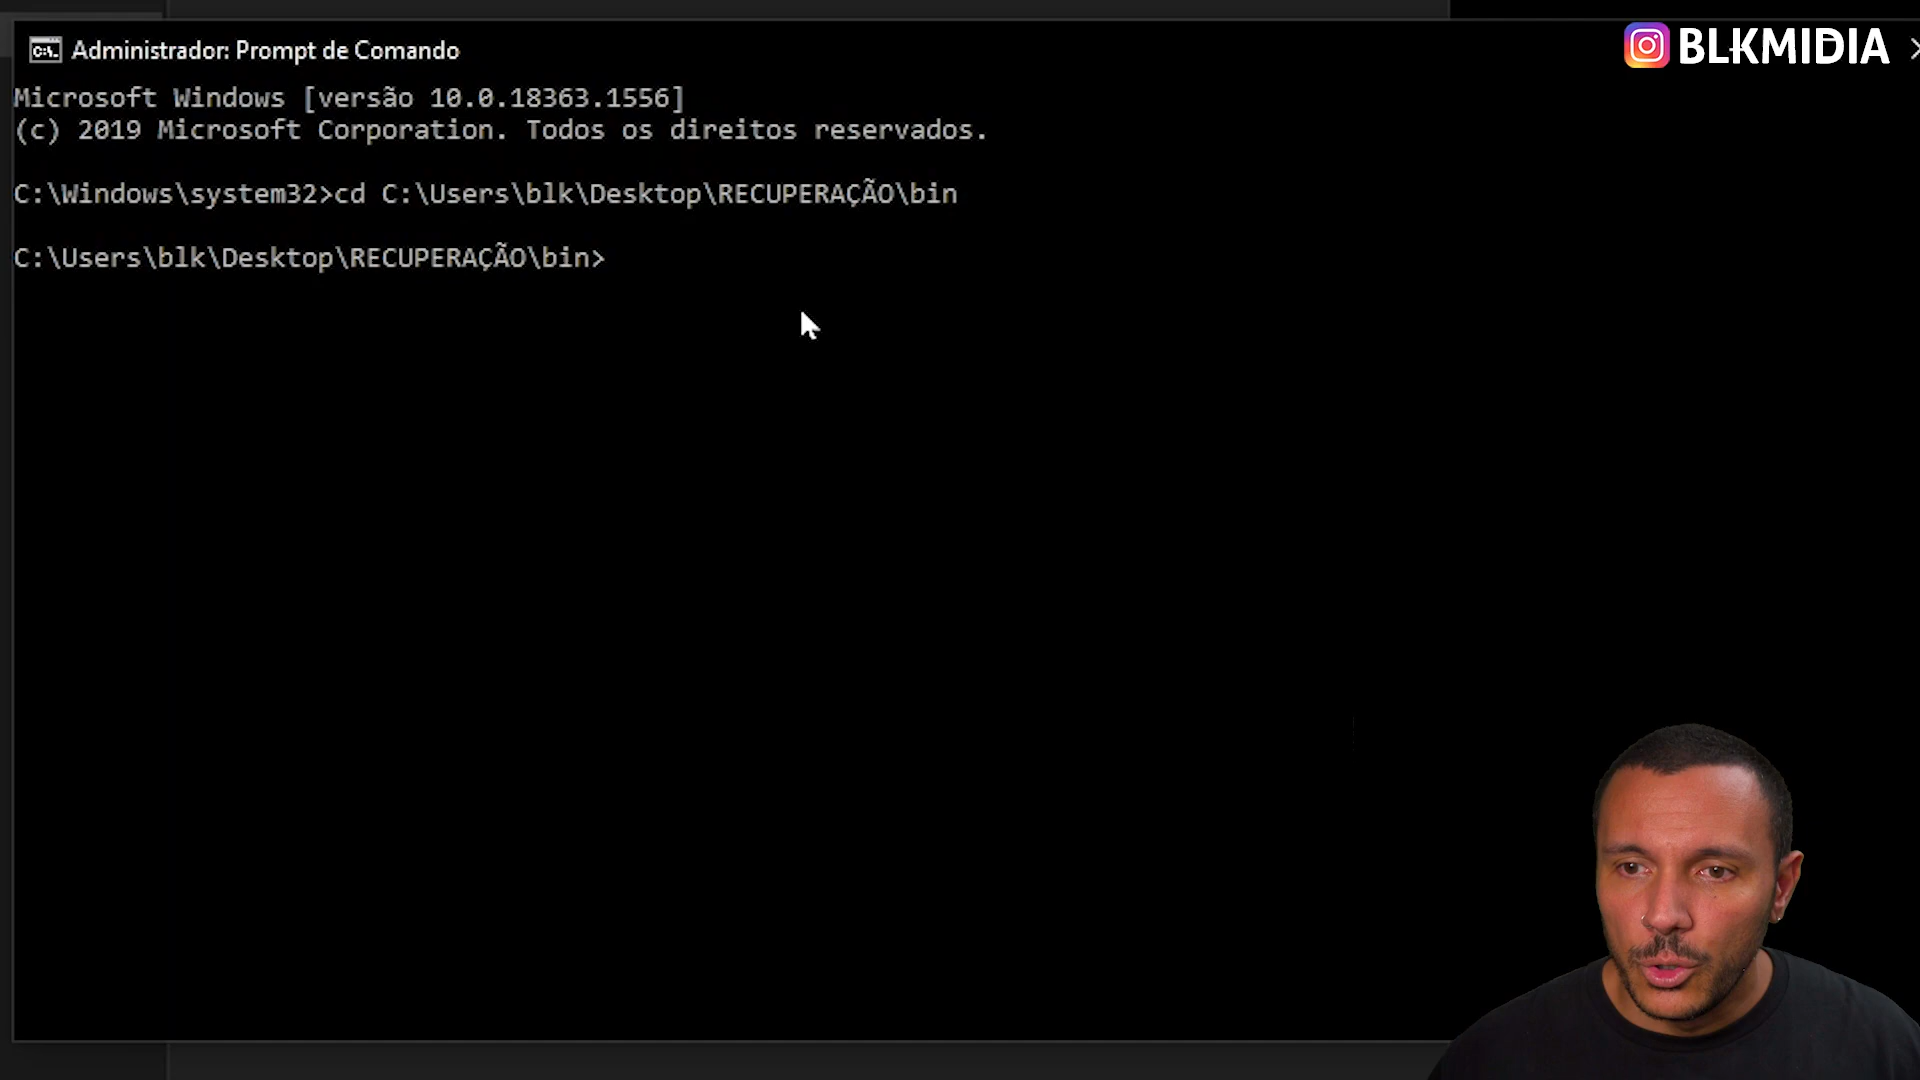 Administrador: Prompt de Comando
BLKMIDIA
Microsoft Windows [versão 10.0.18363.1556]
(c) 2019 Microsoft Corporation. Todos os direitos reservados.
C:\Windows\system32>cd C:\Users\blk\Desktop\RECUPERAÇÃO\bin
C:\Users\blk\Desktop\RECUPERAÇÃO\bin>